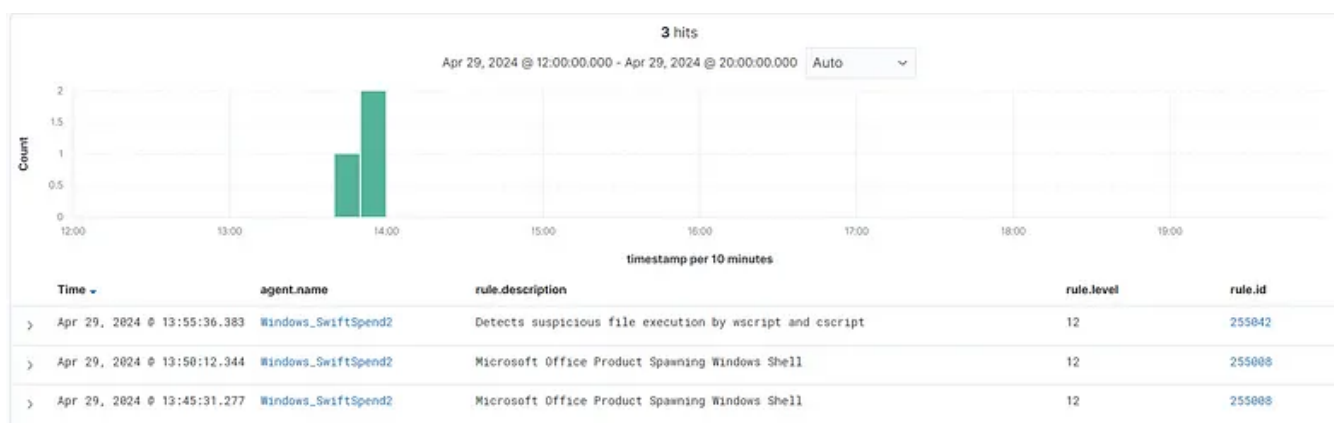 3 hits
Apr 29, 2024 @ 12:00:00.000 - Apr 29, 2024 @ 20:00:00.000 Auto
2
1.5
1
0.5
0
Count
12:00 13:00 14:00 15:00 16:00 17:00 18:00 19:00
timestamp per 10 minutes
Time agent.name rule.description rule.level rule.id
Apr 29, 2024 @ 13:55:36.383 Windows_SwiftSpend2 Detects suspicious file execution by wscript and cscript 12 255042
Apr 29, 2024 @ 13:50:12.344 Windows_SwiftSpend2 Microsoft Office Product Spawning Windows Shell 12 255008
Apr 29, 2024 @ 13:45:31.277 Windows_SwiftSpend2 Microsoft Office Product Spawning Windows Shell 12 255008